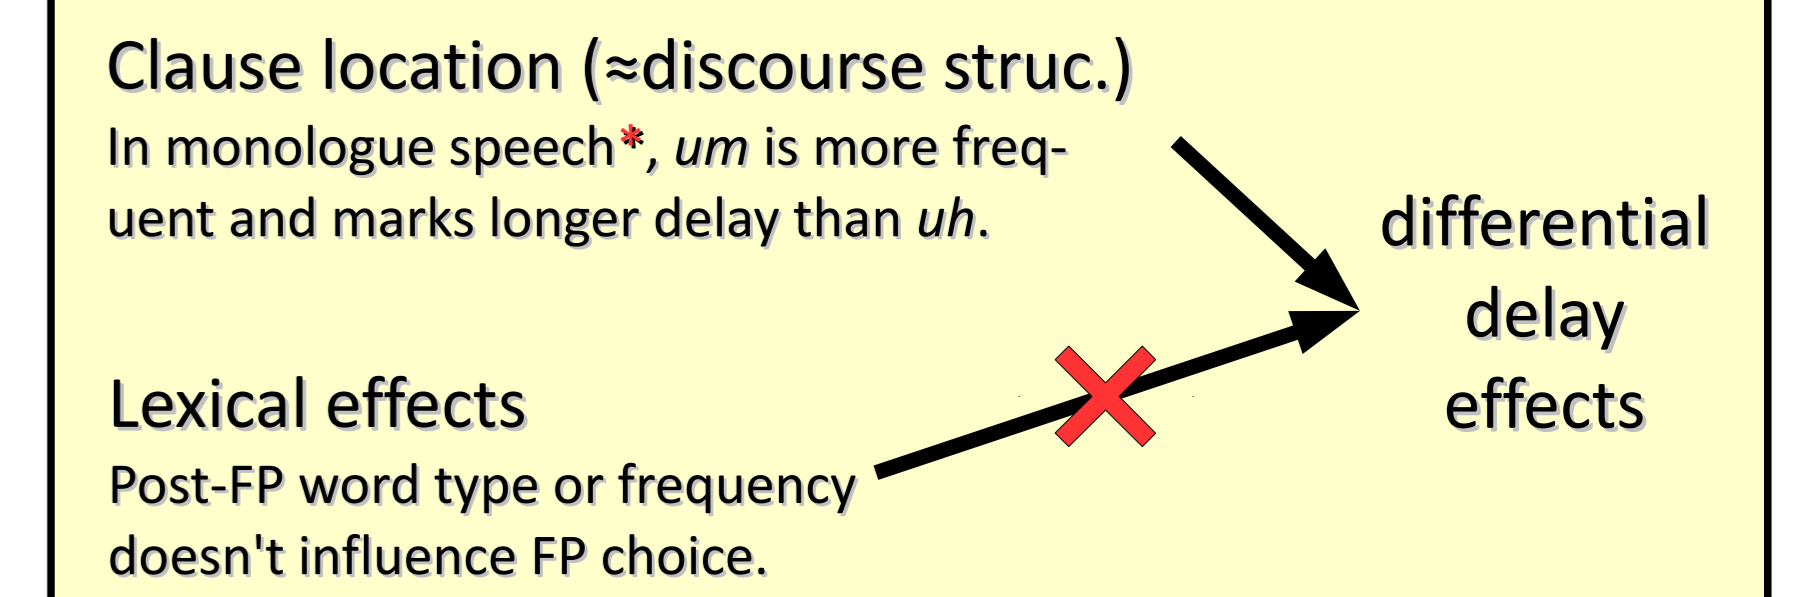 Clause location (≈discourse struc.)
In monologue speech*, um is more freq-
uent and marks longer delay than uh.
differential
delay
effects
Lexical effects
Post-FP word type or frequency
doesn't influence FP choice.